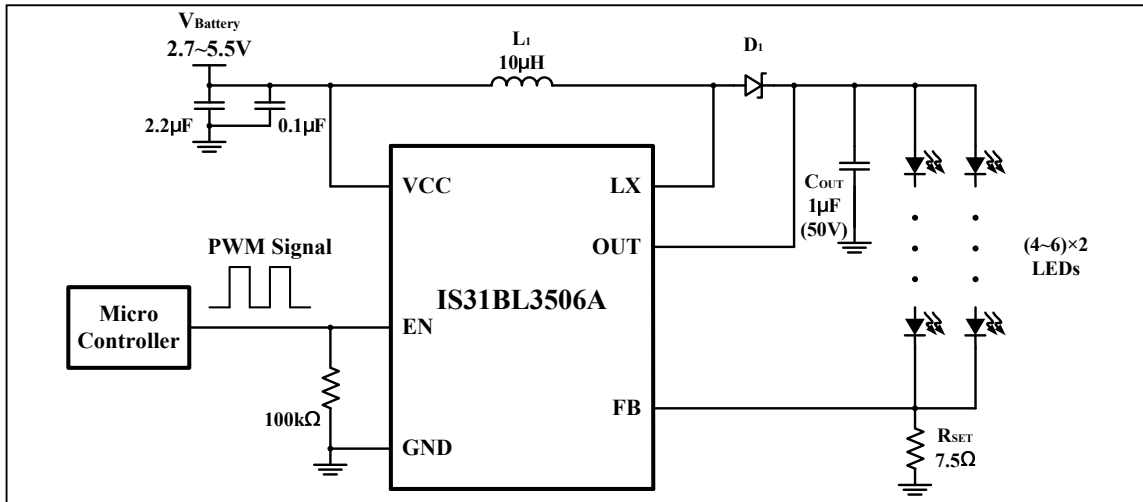 VBattery
2.7~5.5V
L1
10µH
D1
2.2µF
0.1µF
VCC
LX
COUT
1µF
(50V)
OUT
PWM Signal
(4~6)×2
LEDs
IS31BL3506A
Micro
Controller
EN
100kΩ
FB
GND
RSET
7.5Ω